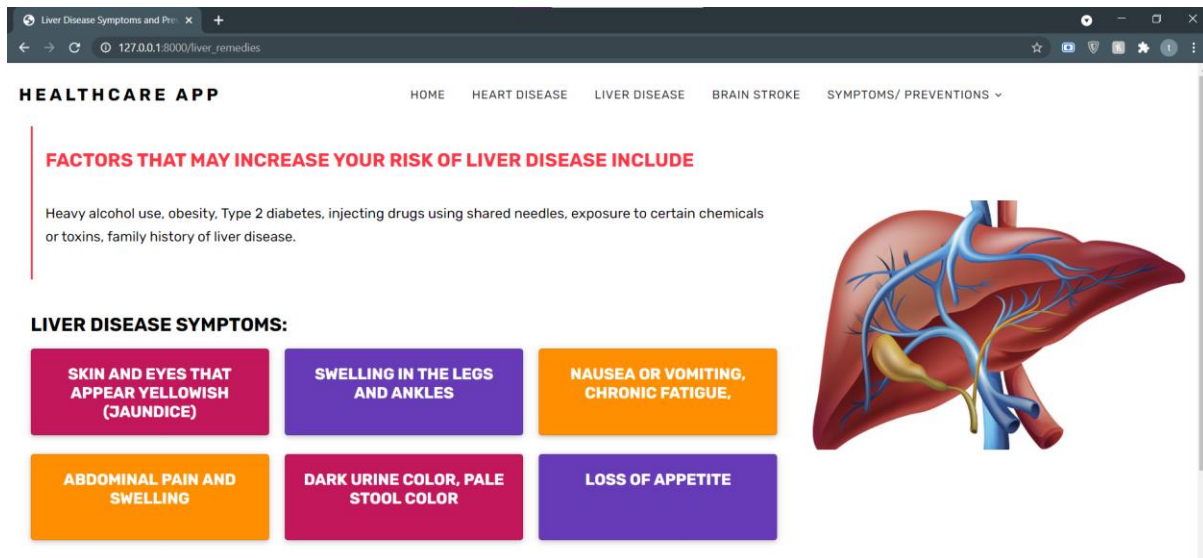 Liver Disease Symptoms and Pre
127.0.0.1:8000/liver_remedies
t
HEALTHCARE APP
HOME HEART DISEASE LIVER DISEASE BRAIN STROKE SYMPTOMS/ PREVENTIONS
FACTORS THAT MAY INCREASE YOUR RISK OF LIVER DISEASE INCLUDE
Heavy alcohol use, obesity, Type 2 diabetes, injecting drugs using shared needles, exposure to certain chemicals
or toxins, family history of liver disease.
LIVER DISEASE SYMPTOMS:
SKIN AND EYES THAT
APPEAR YELLOWISH
(JAUNDICE)
SWELLING IN THE LEGS
AND ANKLES
NAUSEA OR VOMITING,
CHRONIC FATIGUE,
ABDOMINAL PAIN AND
SWELLING
DARK URINE COLOR, PALE
STOOL COLOR
LOSS OF APPETITE